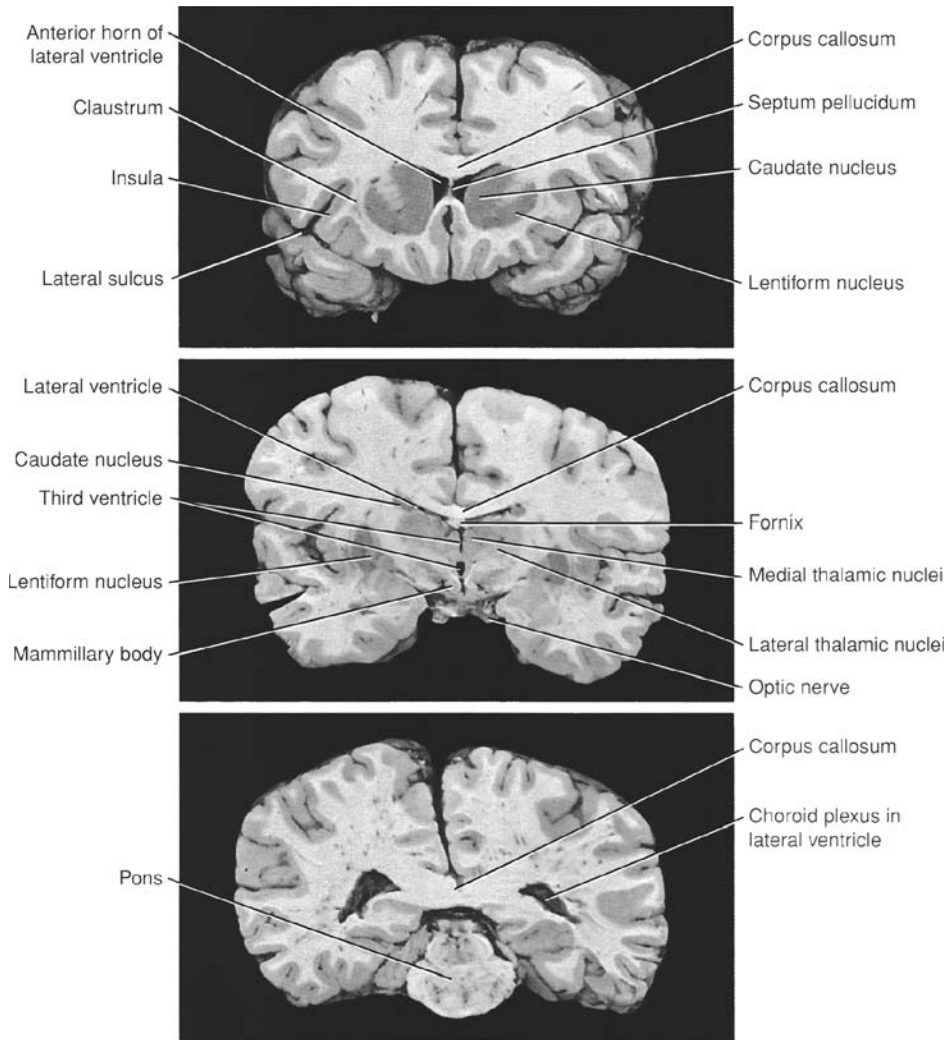 Anterior horn of
lateral ventricle
Claustrum
Insula
Lateral sulcus
Corpus callosum
Septum pellucidum
Caudate nucleus
Lentiform nucleus
Lateral ventricle
Caudate nucleus
Third ventricle
Lentiform nucleus
Mammillary body
Corpus callosum
Fornix
Medial thalamic nuclei
Lateral thalamic nuclei
Optic nerve
Pons
Corpus callosum
Choroid plexus in
lateral ventricle